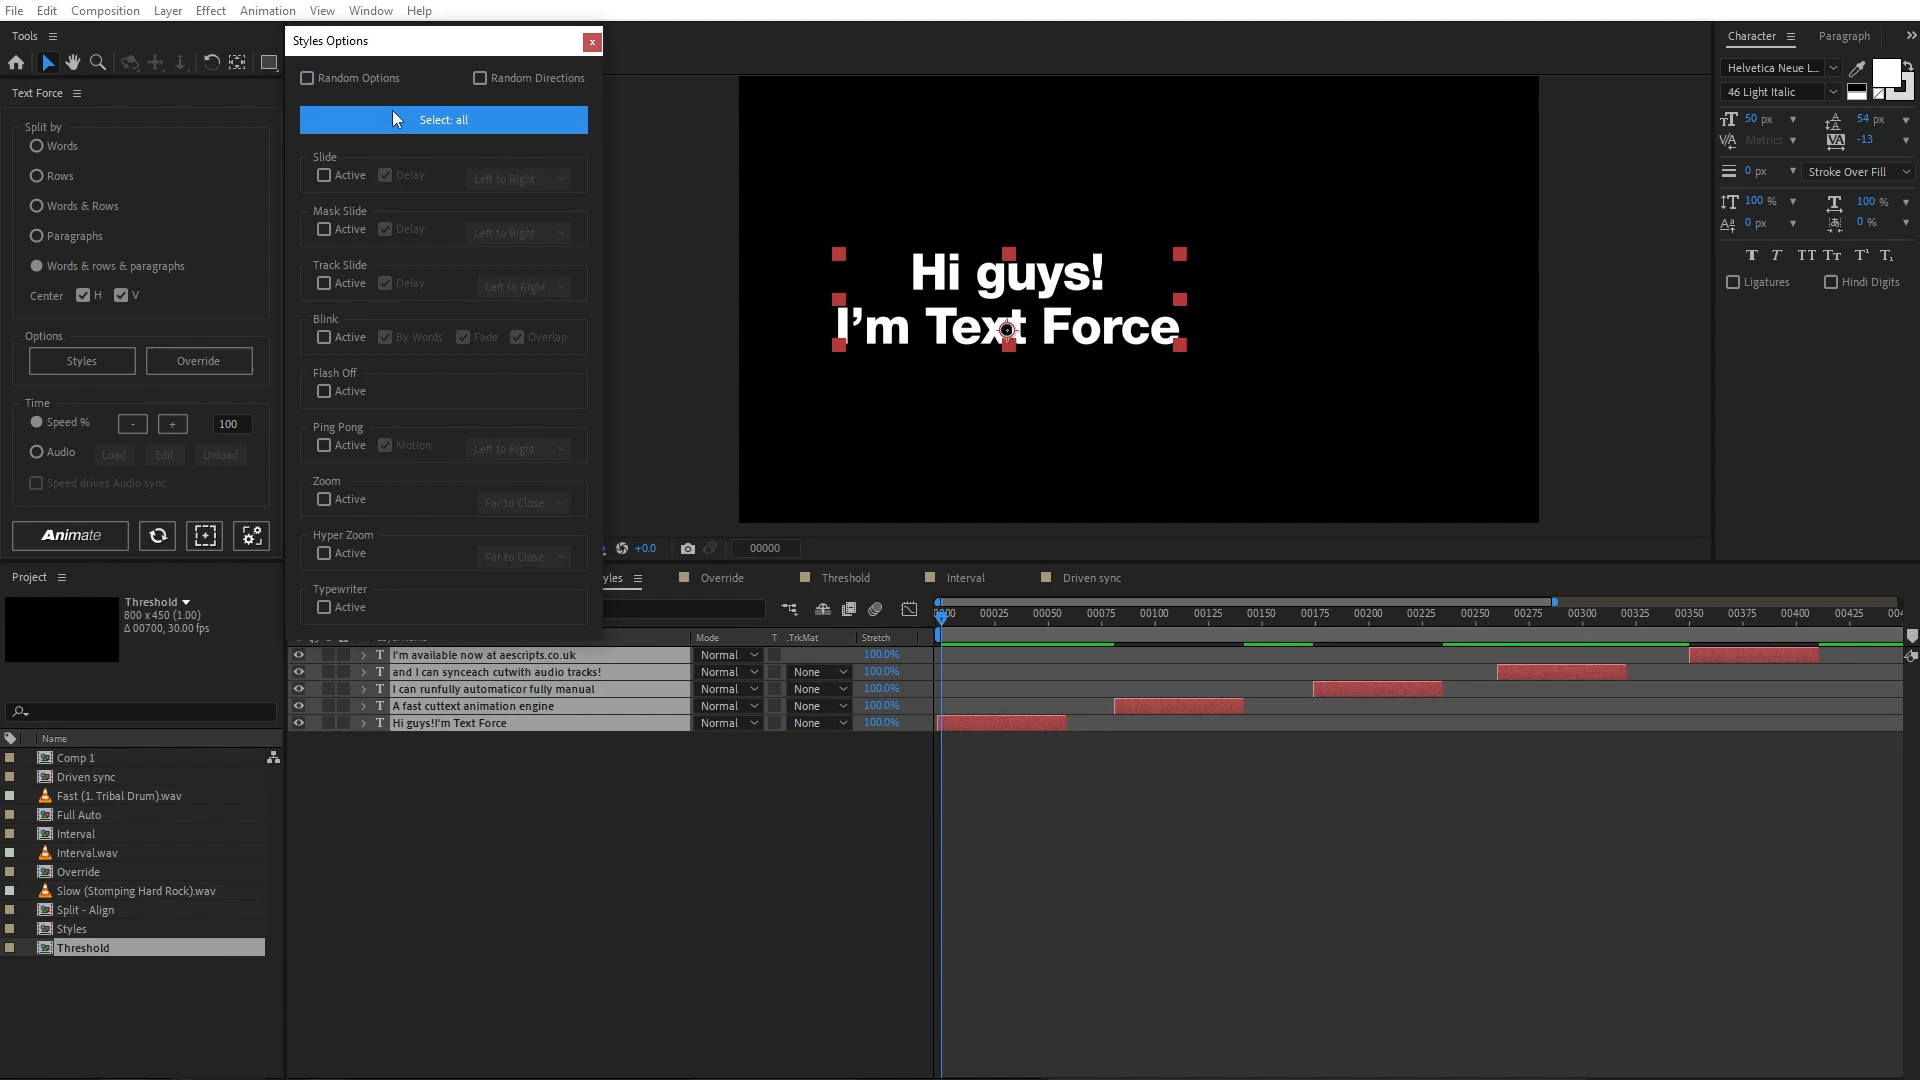 File Edit Composition Layer Effect Animation View Window Help
Tools
Styles Options
x
Character Paragraph
Random Options Random Directions
Select: all
Helvetica Neue L...
46 Light Italic
Text Force
Split by
Words
Rows
Words & Rows
Paragraphs
Words & rows & paragraphs
Center H V
Options
Styles Override
Time
Speed % - + 100
Audio Load Edit Unload
Speed drives Audio sync
Animate
Slide
Active Delay Left to Right
Mask Slide
Active Delay Left to Right
Track Slide
Active Delay Left to Right
Blink
Active By Words Fade Overlap
Flash Off
Active
Ping Pong
Active Motion Left to Right
Zoom
Active Far to Close
Hyper Zoom
Active Far to Close
Typewriter
Active
Hi guys!
I'm Text Force
50 px 54 px
Metrics -13
0 px Stroke Over Fill
100 % 100 %
0 px 0 %
T T TT Tт T¹ T₁
Ligatures Hindi Digits
+0.0 00000
Project
Threshold
800 x 450 (1.00)
Δ 00700, 30.00 fps
yles Override Threshold Interval Driven sync
00025 00050 00075 00100 00125 00150 00175 00200 00225 00250 00275 00300 00325 00350 00375 00400 00425
Mode T .TrkMat Stretch
T I'm available now at aescripts.co.uk Normal 100.0%
T and I can synceach cutwith audio tracks! Normal None 100.0%
T I can runfully automaticor fully manual Normal None 100.0%
T A fast cuttext animation engine Normal None 100.0%
T Hi guys!I'm Text Force Normal None 100.0%
Name
Comp 1
Driven sync
Fast (1. Tribal Drum).wav
Full Auto
Interval
Interval.wav
Override
Slow (Stomping Hard Rock).wav
Split - Align
Styles
Threshold